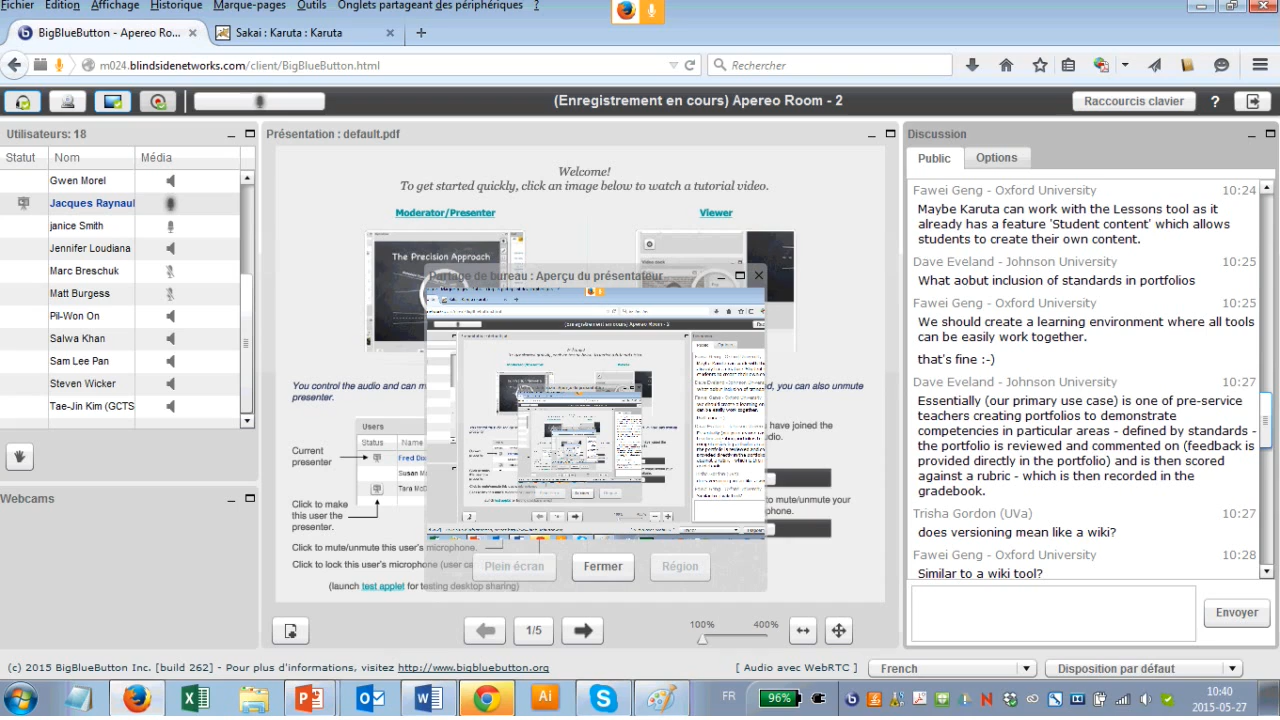 Fichier Édition Affichage Historique Marque-pages Outils Onglets partageant des périphériques ?
BigBlueButton - Apereo Ro...
Sakai : Karuta : Karuta
m024.blindsidenetworks.com/client/BigBlueButton.html
Rechercher
(Enregistrement en cours) Apereo Room - 2
Raccourcis clavier
?
Utilisateurs: 18
Statut Nom Média
Gwen Morel
Jacques Raynaul
janice Smith
Jennifer Loudiana
Marc Breschuk
Matt Burgess
Pil-Won On
Salwa Khan
Sam Lee Pan
Steven Wicker
Tae-Jin Kim (GCTS
Webcams
Présentation : default.pdf
Welcome!
To get started quickly, click an image below to watch a tutorial video.
Moderator/Presenter
Viewer
The Precision Approach
Partage de bureau : Aperçu du présentateur
You control the audio and can m
d, you can also unmute
presenter.
Users
Status Name
Current
presenter
Fred Do
Susan M
Tara McD
Click to make
this user the
presenter.
have joined the
to mute/unmute your
Click to mute/unmute this user's microphone.
Click to lock this user's microphone (user ca
(launch test applet for testing desktop sharing)
Plein écran
Fermer
Région
1/5
100%
400%
Discussion
Public
Options
Fawei Geng - Oxford University 10:24
Maybe Karuta can work with the Lessons tool as it
already has a feature 'Student content' which allows
students to create their own content.
Dave Eveland - Johnson University 10:25
What aobut inclusion of standards in portfolios
Fawei Geng - Oxford University 10:25
We should create a learning environment where all tools
can be easily work together.
that's fine :-)
Dave Eveland - Johnson University 10:27
Essentially (our primary use case) is one of pre-service
teachers creating portfolios to demonstrate
competencies in particular areas - defined by standards -
the portfolio is reviewed and commented on (feedback is
provided directly in the portfolio) and is then scored
against a rubric - which is then recorded in the
gradebook.
Trisha Gordon (UVa) 10:27
does versioning mean like a wiki?
Fawei Geng - Oxford University 10:28
Similar to a wiki tool?
Envoyer
(c) 2015 BigBlueButton Inc. [build 262] - Pour plus d'informations, visitez http://www.bigbluebutton.org
[ Audio avec WebRTC ]
French
Disposition par défaut
FR
96%
10:40
2015-05-27